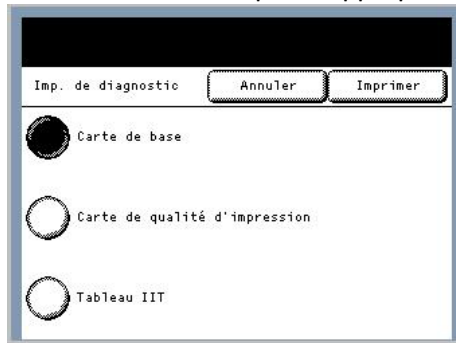 Imp. de diagnostic Annuler Imprimer
Carte de base
Carte de qualité d'impression
Tableau IIT